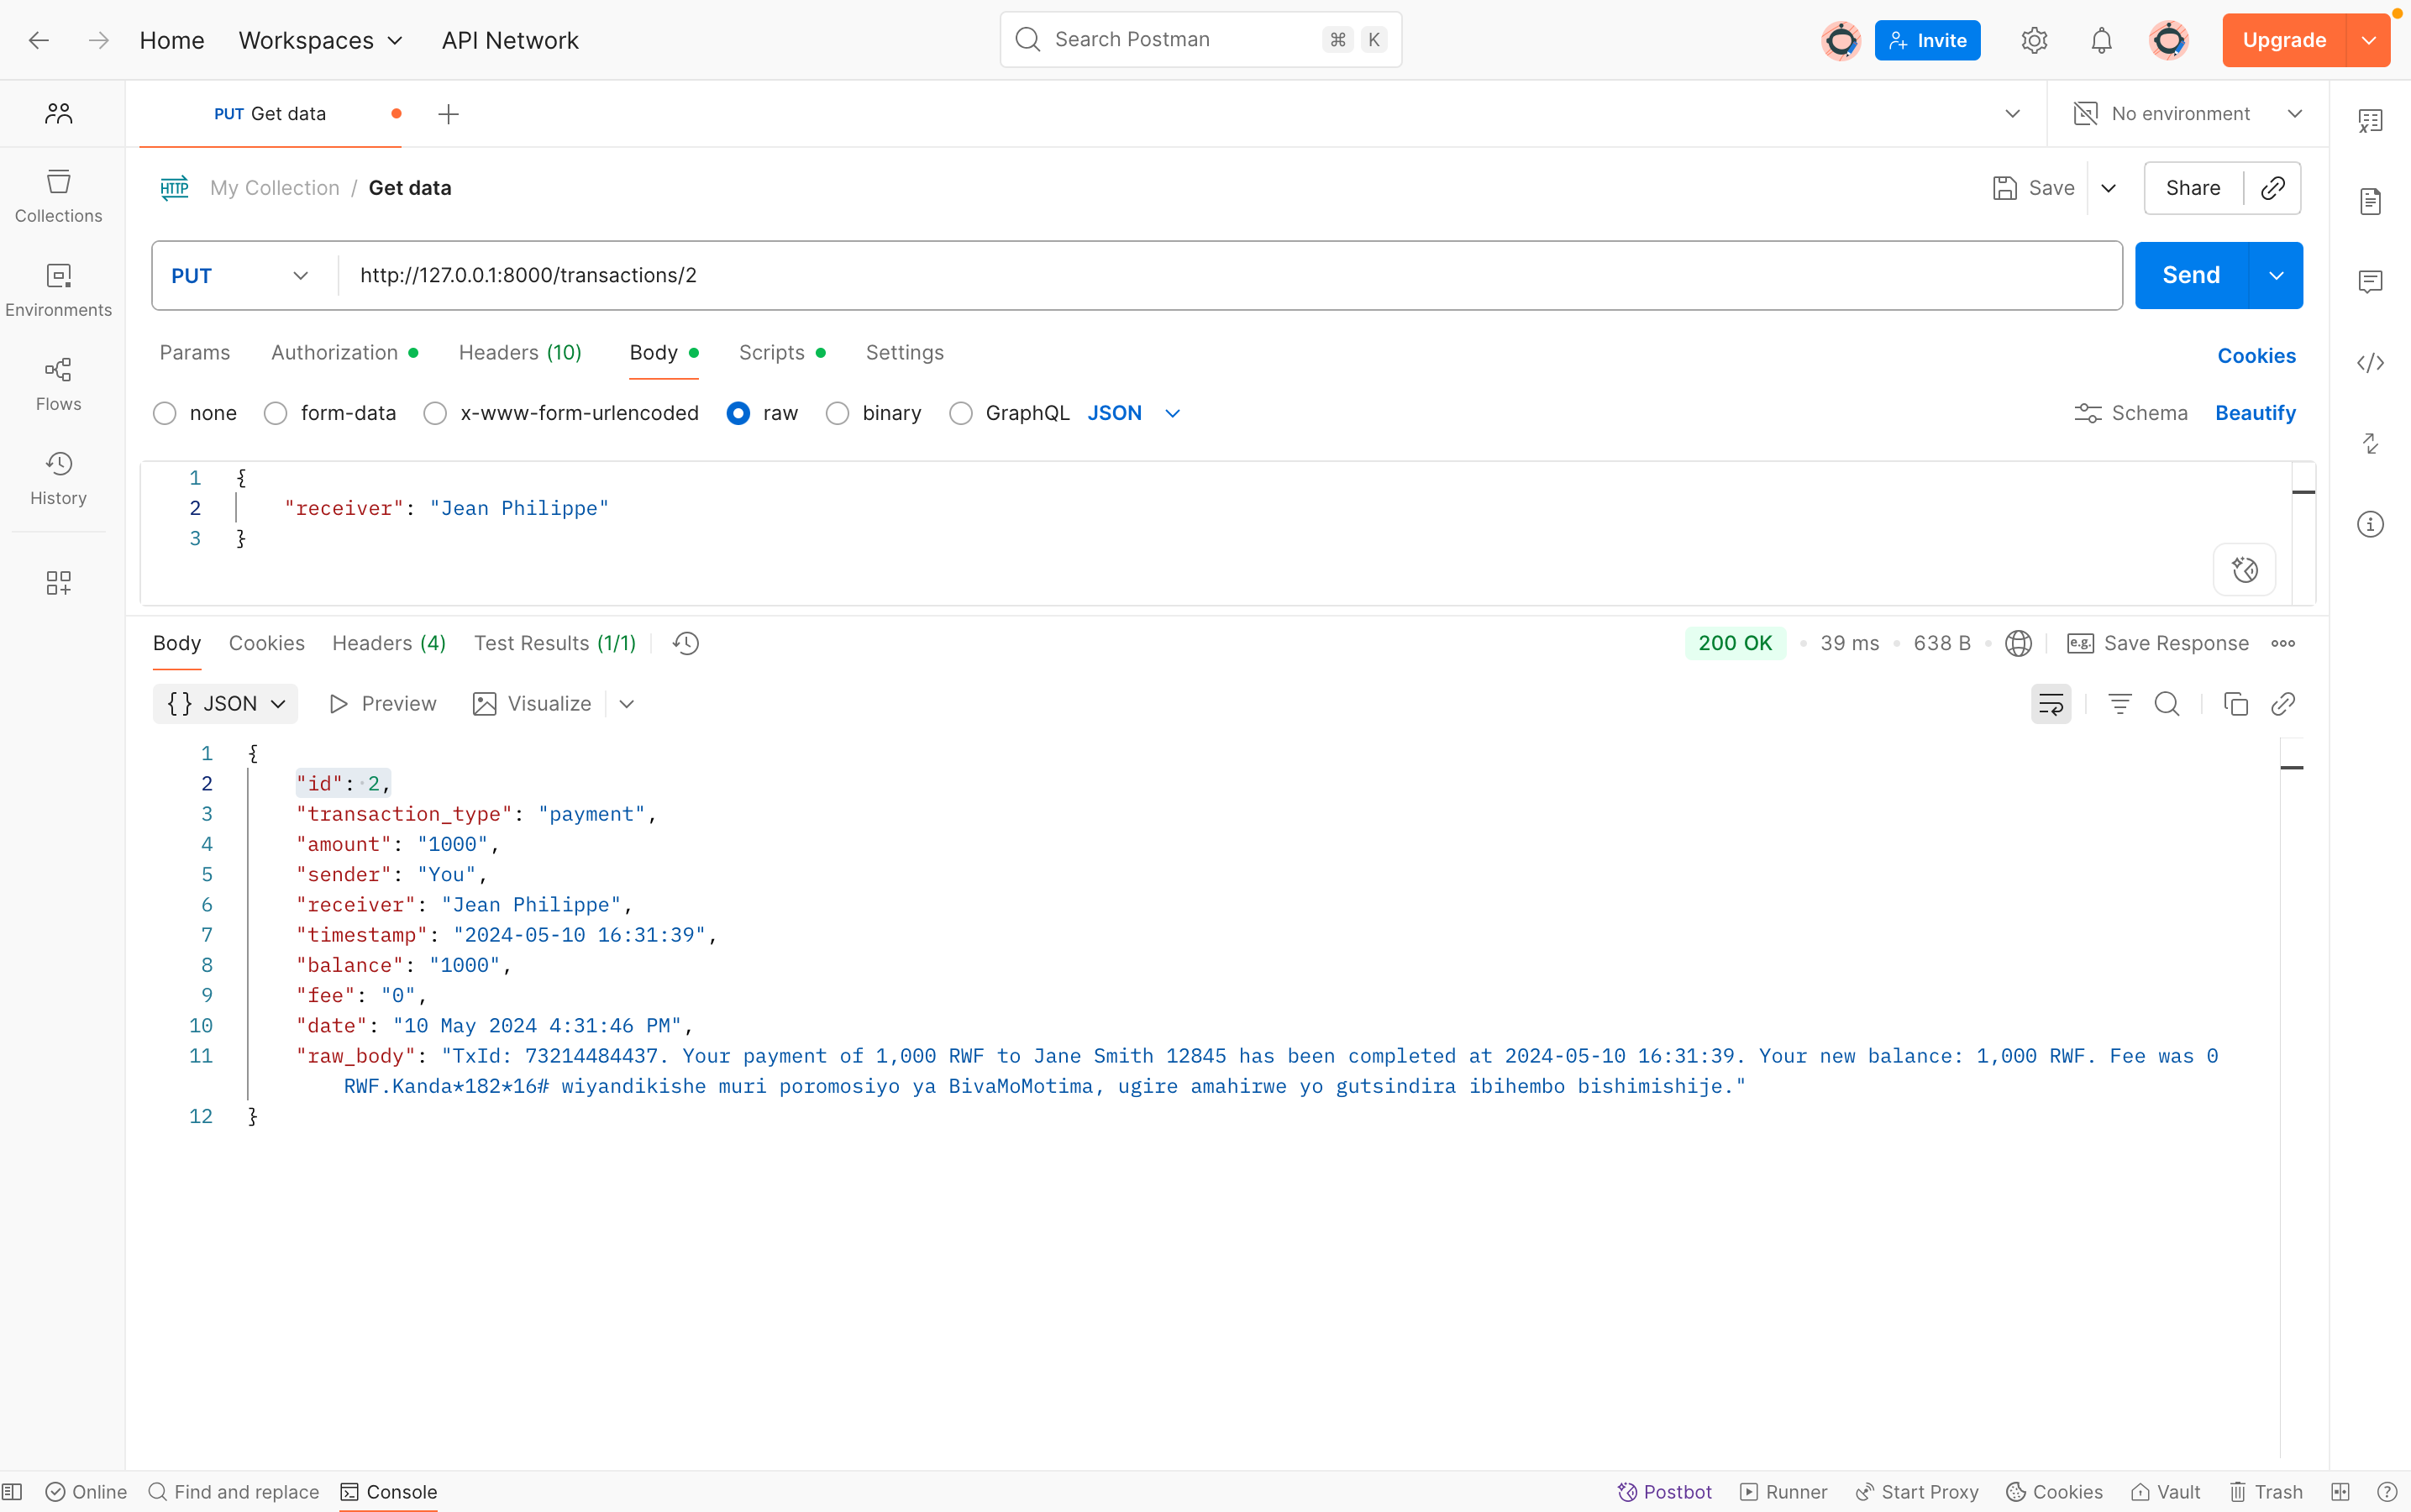 Home Workspaces API Network Search Postman ⌘ K Invite Upgrade
PUT Get data No environment
HTTP My Collection / Get data Save Share
PUT http://127.0.0.1:8000/transactions/2 Send
Params Authorization Headers (10) Body Scripts Settings Cookies
none form-data x-www-form-urlencoded raw binary GraphQL JSON Schema Beautify
1 {
2 "receiver": "Jean Philippe"
3 }
Collections
Environments
Flows
History
Body Cookies Headers (4) Test Results (1/1) 200 OK • 39 ms • 638 B • e.g. Save Response
{} JSON Preview Visualize
1 {
2 "id": 2,
3 "transaction_type": "payment",
4 "amount": "1000",
5 "sender": "You",
6 "receiver": "Jean Philippe",
7 "timestamp": "2024-05-10 16:31:39",
8 "balance": "1000",
9 "fee": "0",
10 "date": "10 May 2024 4:31:46 PM",
11 "raw_body": "TxId: 73214484437. Your payment of 1,000 RWF to Jane Smith 12845 has been completed at 2024-05-10 16:31:39. Your new balance: 1,000 RWF. Fee was 0
RWF.Kanda*182*16# wiyandikishe muri poromosiyo ya BivaMoMotima, ugire amahirwe yo gutsindira ibihembo bishimishije."
12 }
Online Find and replace Console Postbot Runner Start Proxy Cookies Vault Trash